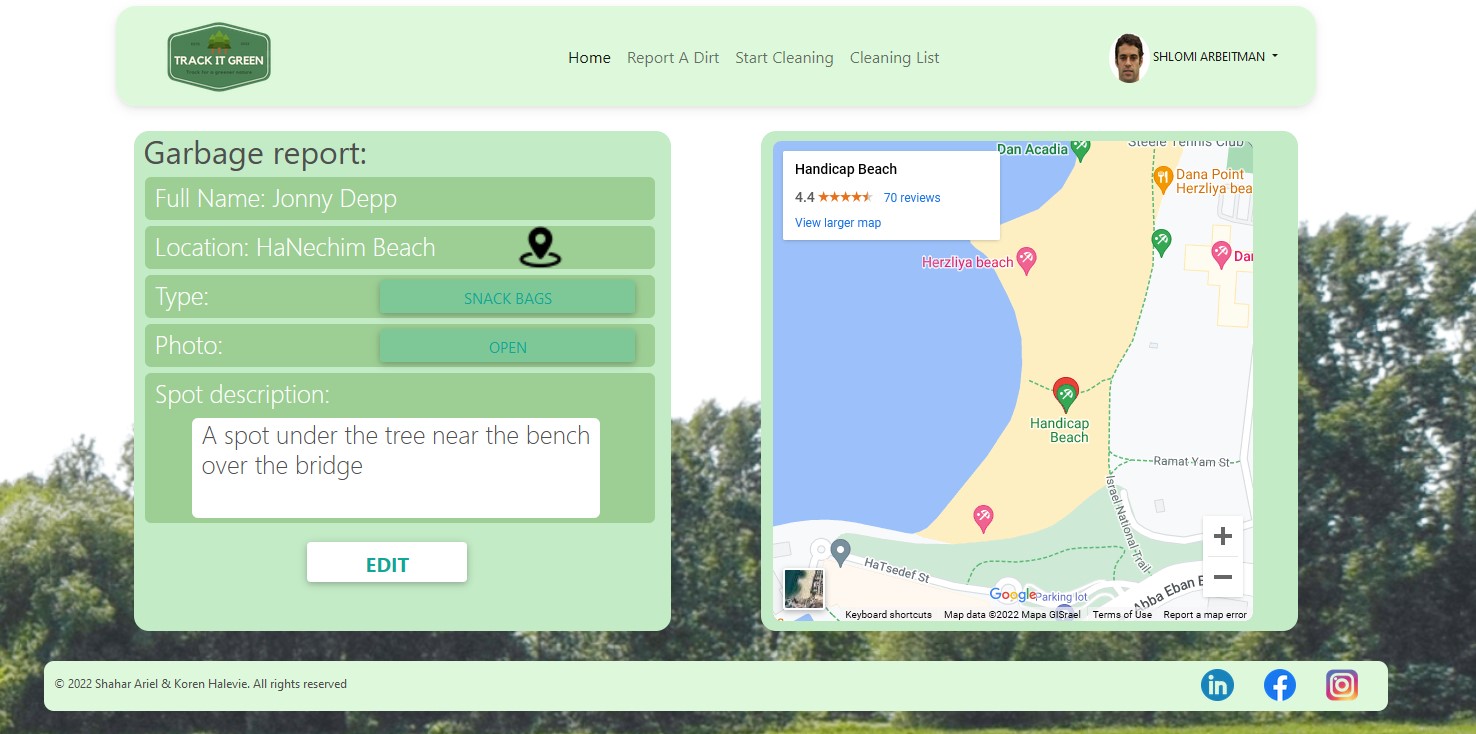 TRACK IT GREEN
Track for a greener nature
Home
Report A Dirt
Start Cleaning
Cleaning List
SHLOMI ARBEITMAN
Garbage report:
Full Name: Jonny Depp
Location: HaNechim Beach
Type:
SNACK BAGS
Photo:
OPEN
Spot description:
A spot under the tree near the bench
over the bridge
EDIT
Handicap Beach
4.4
70 reviews
View larger map
Dan Acadia
Steele Tennis Club
Dana Point
Herzliya bea
Herzliya beach
Dan
Handicap
Beach
Ramat Yam St
Israel National Trail
HaTsedef St
Abba Eban
Google
Parking lot
Keyboard shortcuts
Map data ©2022 Mapa GISrael
Terms of Use
Report a map error
© 2022 Shahar Ariel & Koren Halevie. All rights reserved
in